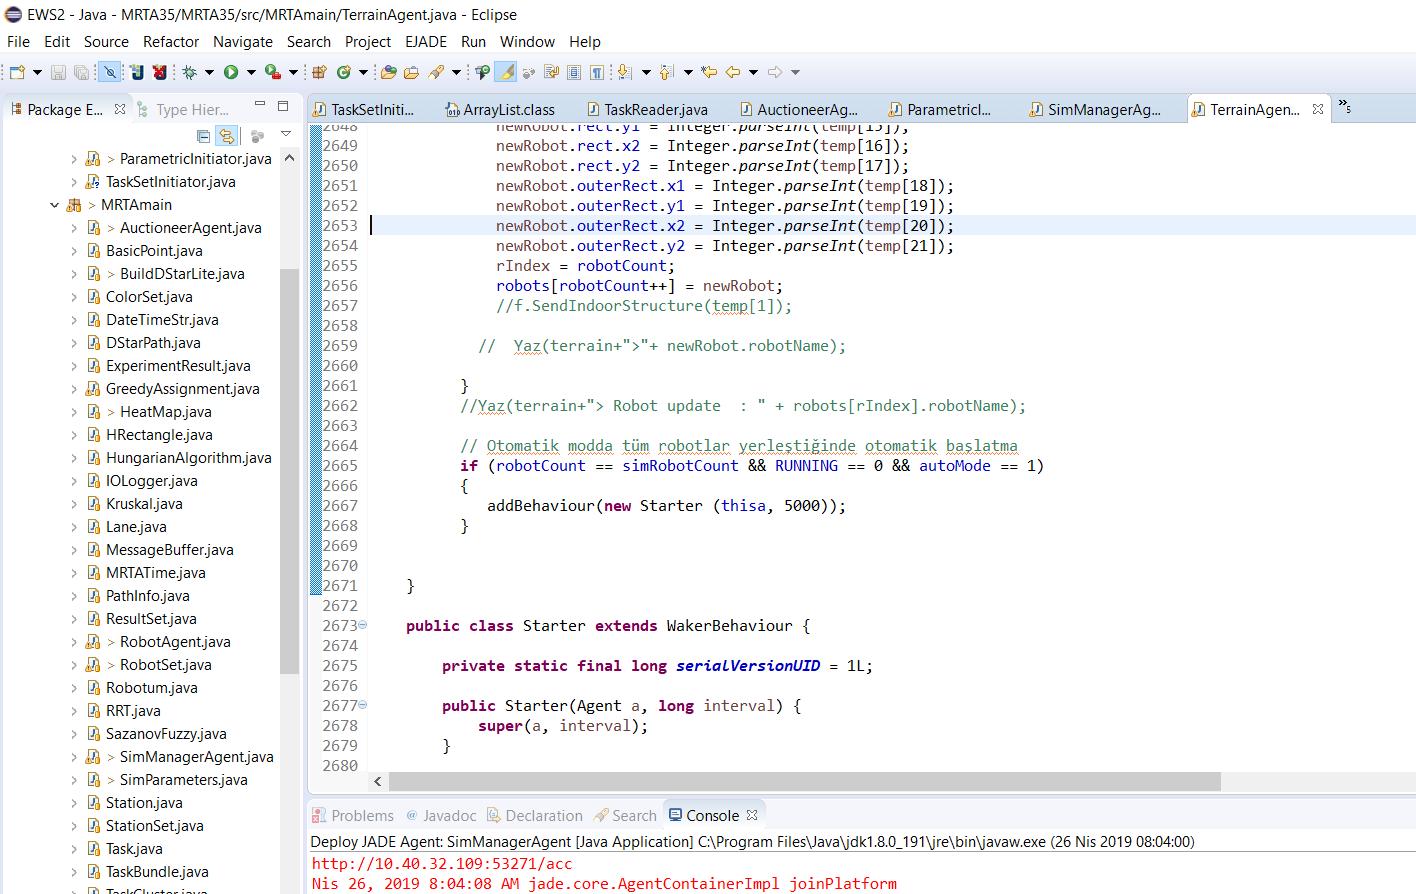 EWS2 - Java - MRTA35/MRTA35/src/MRTAmain/TerrainAgent.java - Eclipse
File Edit Source Refactor Navigate Search Project EJADE Run Window Help
Package E... Type Hier...
ParametricInitiator.java
TaskSetInitiator.java
MRTAmain
AuctioneerAgent.java
BasicPoint.java
BuildDStarLite.java
ColorSet.java
DateTimeStr.java
DStarPath.java
ExperimentResult.java
GreedyAssignment.java
HeatMap.java
HRectangle.java
HungarianAlgorithm.java
IOLogger.java
Kruskal.java
Lane.java
MessageBuffer.java
MRTATime.java
PathInfo.java
ResultSet.java
RobotAgent.java
RobotSet.java
Robotum.java
RRT.java
SazanovFuzzy.java
SimManagerAgent.java
SimParameters.java
Station.java
StationSet.java
Task.java
TaskBundle.java
TaskCluster.java
TaskSetIniti... ArrayList.class TaskReader.java AuctioneerAg... ParametricI... SimManagerAg... TerrainAgen... »5
2648 newRobot.rect.y1 = Integer.parseInt(temp[15]);
2649 newRobot.rect.x2 = Integer.parseInt(temp[16]);
2650 newRobot.rect.y2 = Integer.parseInt(temp[17]);
2651 newRobot.outerRect.x1 = Integer.parseInt(temp[18]);
2652 newRobot.outerRect.y1 = Integer.parseInt(temp[19]);
2653 newRobot.outerRect.x2 = Integer.parseInt(temp[20]);
2654 newRobot.outerRect.y2 = Integer.parseInt(temp[21]);
2655 rIndex = robotCount;
2656 robots[robotCount++] = newRobot;
2657 //f.SendIndoorStructure(temp[1]);
2658
2659 // Yaz(terrain+">"+ newRobot.robotName);
2660
2661 }
2662 //Yaz(terrain+"> Robot update : " + robots[rIndex].robotName);
2663
2664 // Otomatik modda tüm robotlar yerleştiğinde otomatik başlatma
2665 if (robotCount == simRobotCount && RUNNING == 0 && autoMode == 1)
2666 {
2667 addBehaviour(new Starter (thisa, 5000));
2668 }
2669
2670
2671 }
2672
2673 public class Starter extends WakerBehaviour {
2674
2675 private static final long serialVersionUID = 1L;
2676
2677 public Starter(Agent a, long interval) {
2678 super(a, interval);
2679 }
2680
Problems Javadoc Declaration Search Console
Deploy JADE Agent: SimManagerAgent [Java Application] C:\Program Files\Java\jdk1.8.0_191\jre\bin\javaw.exe (26 Nis 2019 08:04:00)
http://10.40.32.109:53271/acc
Nis 26, 2019 8:04:08 AM jade.core.AgentContainerImpl joinPlatform